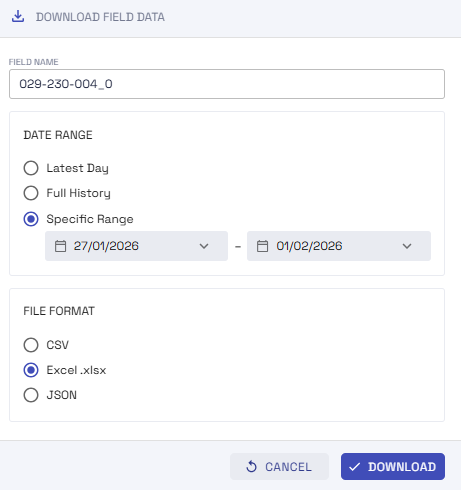 DOWNLOAD FIELD DATA
FIELD NAME
029-230-004_0
DATE RANGE
Latest Day
Full History
Specific Range
27/01/2026 – 01/02/2026
FILE FORMAT
CSV
Excel .xlsx
JSON
CANCEL DOWNLOAD